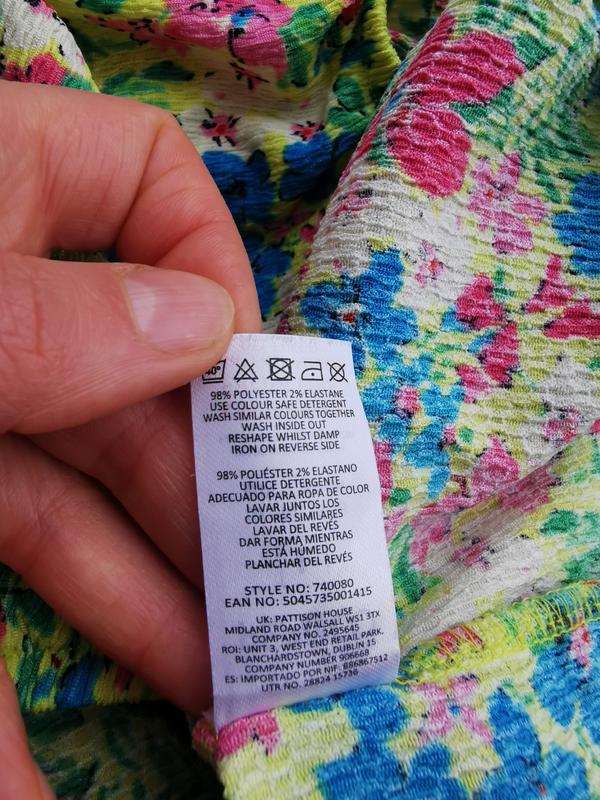 40°
98% POLYESTER 2% ELASTANE
USE COLOUR SAFE DETERGENT
WASH SIMILAR COLOURS TOGETHER
WASH INSIDE OUT
RESHAPE WHILST DAMP
IRON ON REVERSE SIDE
98% POLIÉSTER 2% ELASTANO
UTILICE DETERGENTE
ADECUADO PARA ROPA DE COLOR
LAVAR JUNTOS LOS
COLORES SIMILARES
LAVAR DEL REVÉS
DAR FORMA MIENTRAS
ESTÁ HÚMEDO
PLANCHAR DEL REVÉS
STYLE NO: 740080
EAN NO: 5045735001415
UK: PATTISON HOUSE
MIDLAND ROAD WALSALL WS1 3TX
COMPANY NO. 2495645
ROI: UNIT 3, WEST END RETAIL PARK,
BLANCHARDSTOWN, DUBLIN 15
COMPANY NUMBER 906668
ES: IMPORTADO POR NIF. B86867512
UTR NO. 28824 15736